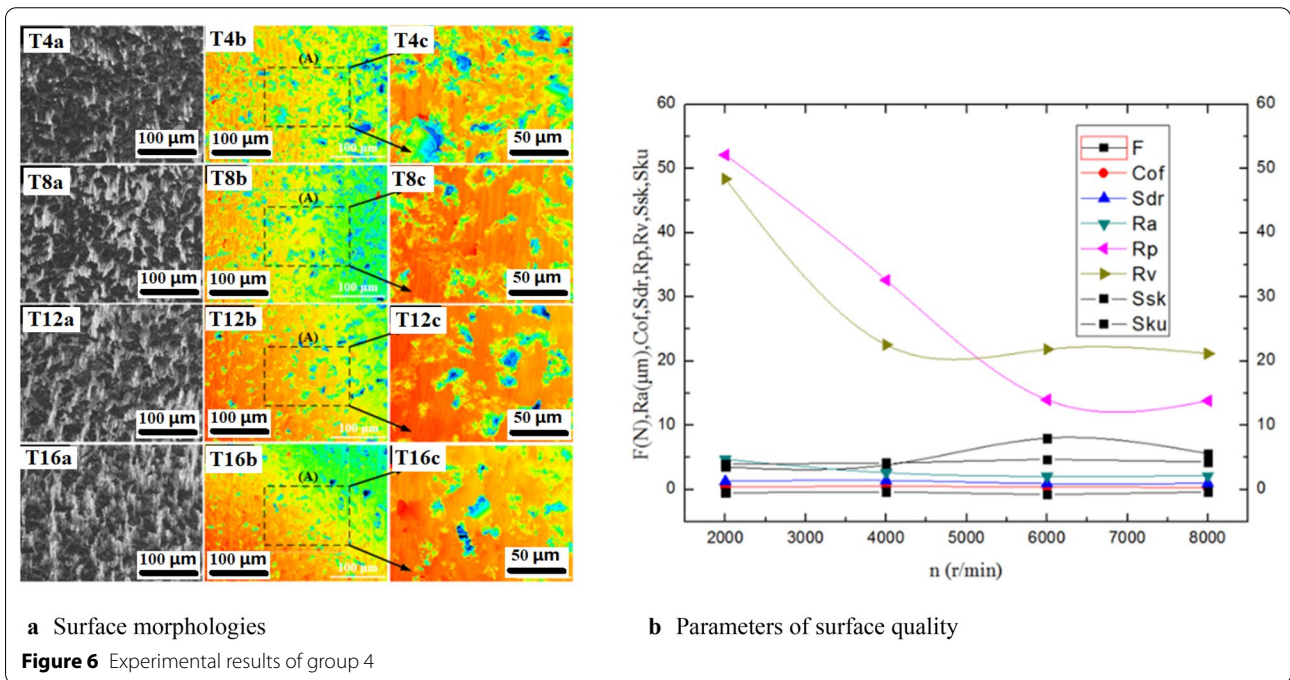 T4a
T4b
(A)
T4c
100 μm
100 μm
100 μm
50 μm
T8a
T8b
(A)
T8c
100 μm
100 μm
100 μm
50 μm
T12a
T12b
(A)
T12c
100 μm
100 μm
100 μm
50 μm
T16a
T16b
(A)
T16c
100 μm
100 μm
100 μm
50 μm
a Surface morphologies
F(N),Ra(μm),Cof,Sdr,Rp,Rv,Ssk,Sku
60
50
40
30
20
10
0
F
Cof
Sdr
Ra
Rp
Rv
Ssk
Sku
60
50
40
30
20
10
0
2000 3000 4000 5000 6000 7000 8000
n (r/min)
b Parameters of surface quality
Figure 6 Experimental results of group 4